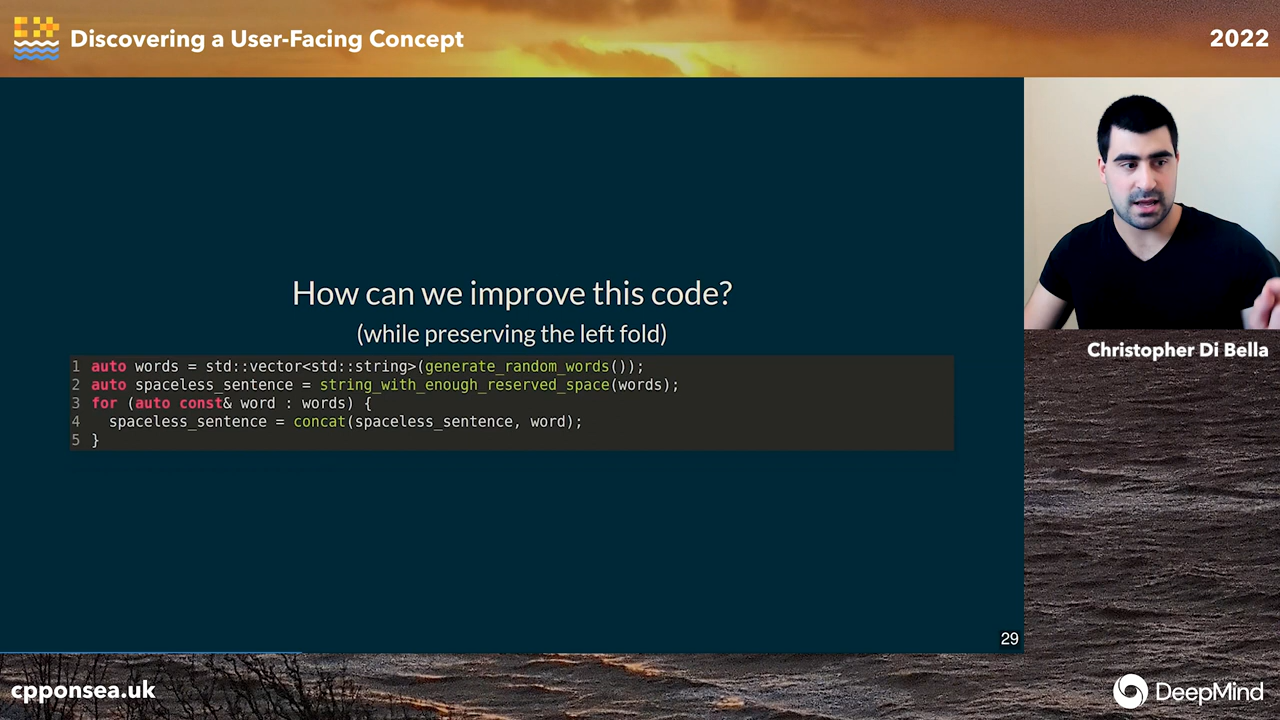 Discovering a User-Facing Concept
2022
How can we improve this code?
(while preserving the left fold)
1 auto words = std::vector<std::string>(generate_random_words());
2 auto spaceless_sentence = string_with_enough_reserved_space(words);
3 for (auto const& word : words) {
4   spaceless_sentence = concat(spaceless_sentence, word);
5 }
Christopher Di Bella
29
cpponsea.uk
DeepMind